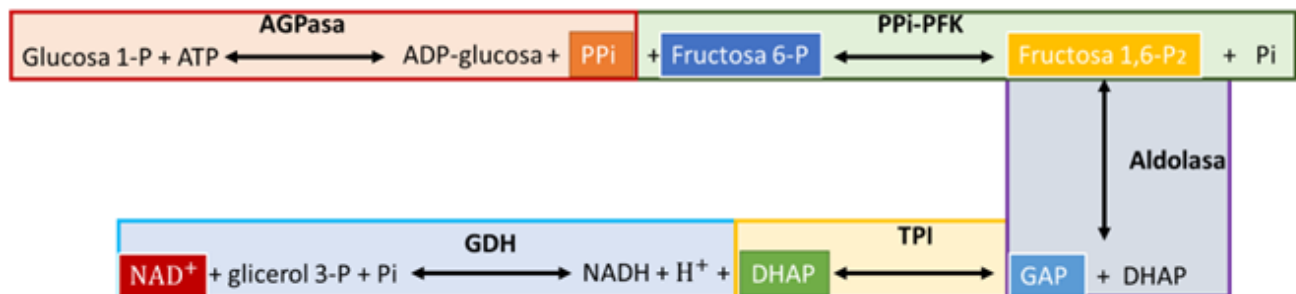 AGPasa
PPi-PFK
Glucosa 1-P + ATP ADP-glucosa + PPi + Fructosa 6-P Fructosa 1,6-P2 + Pi
Aldolasa
GDH
TPI
NAD+ + glicerol 3-P + Pi NADH + H+ + DHAP GAP + DHAP